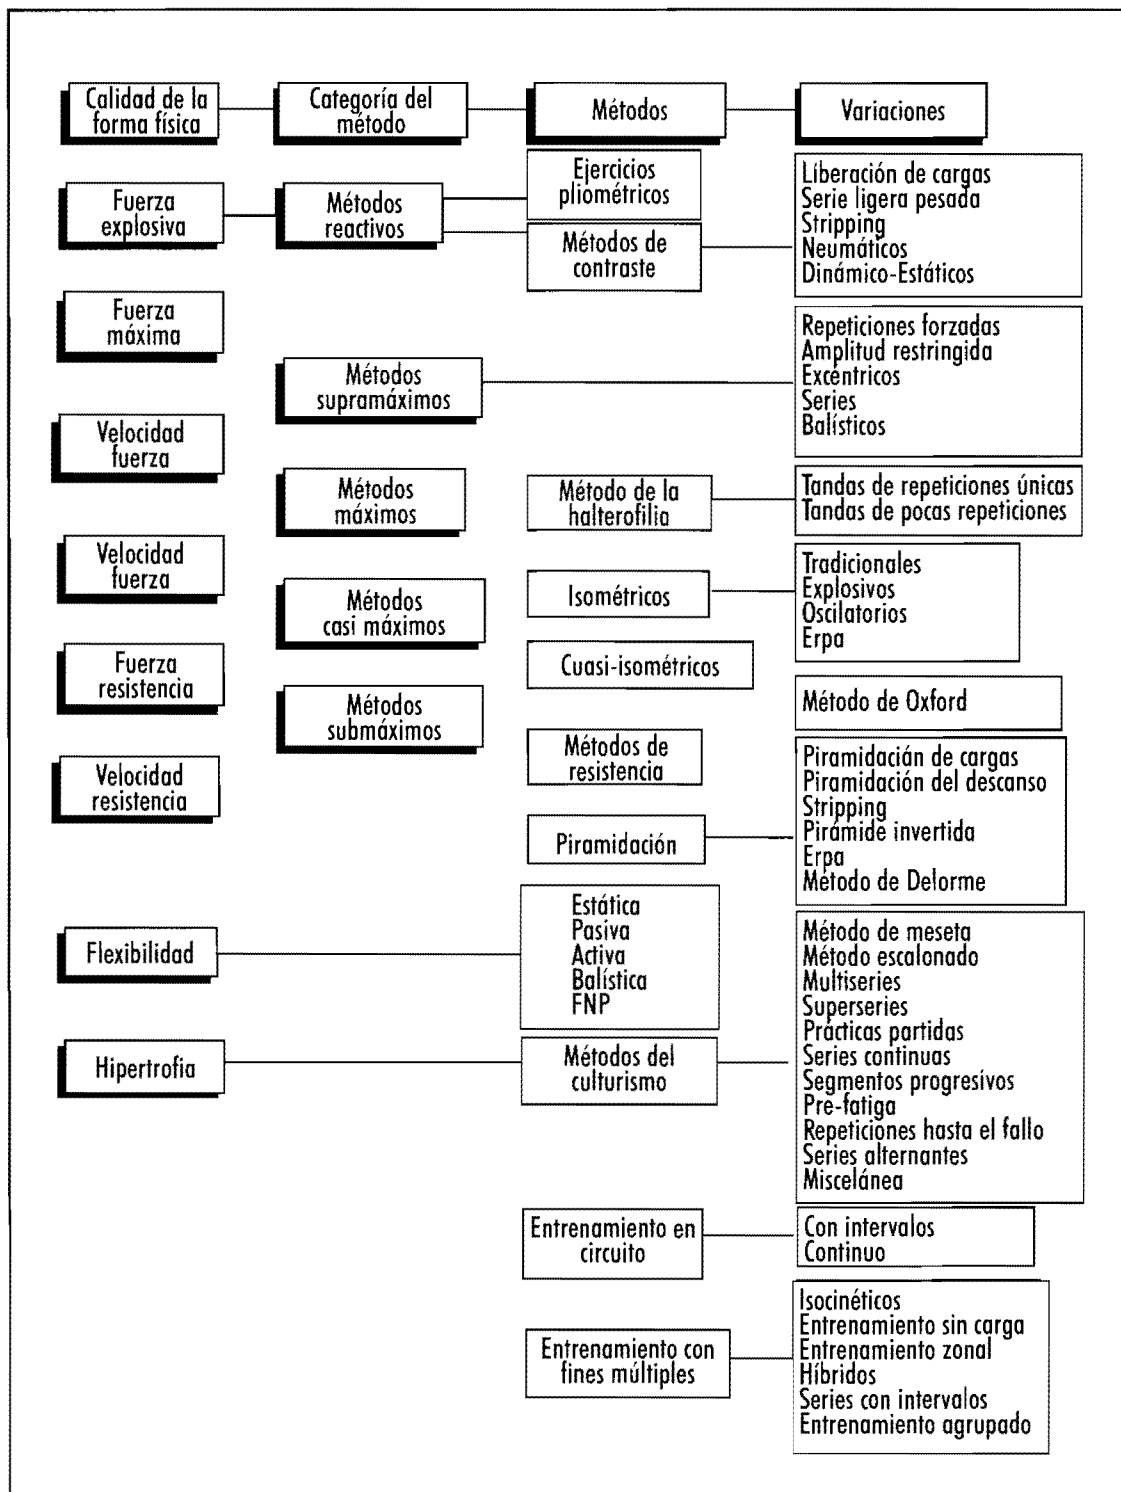 Calidad de la
forma física
Categoría del
método
Métodos
Variaciones
Fuerza
explosiva
Métodos
reactivos
Ejercicios
pliométricos
Métodos de
contraste
Liberación de cargas
Serie ligera pesada
Stripping
Neumáticos
Dinámico-Estáticos
Fuerza
máxima
Métodos
supramáximos
Repeticiones forzadas
Amplitud restringida
Excéntricos
Series
Balísticos
Velocidad
fuerza
Métodos
máximos
Método de la
halterofilia
Tandas de repeticiones únicas
Tandas de pocas repeticiones
Velocidad
fuerza
Métodos
casi máximos
Isométricos
Tradicionales
Explosivos
Oscilatorios
Erpa
Fuerza
resistencia
Métodos
submáximos
Cuasi-isométricos
Método de Oxford
Velocidad
resistencia
Métodos de
resistencia
Piramidación
Piramidación de cargas
Piramidación del descanso
Stripping
Pirámide invertida
Erpa
Método de Delorme
Flexibilidad
Estática
Pasiva
Activa
Balística
FNP
Hipertrofia
Métodos del
culturismo
Método de meseta
Método escalonado
Multiseries
Superseries
Prácticas partidas
Series continuas
Segmentos progresivos
Pre-fatiga
Repeticiones hasta el fallo
Series alternantes
Miscelánea
Entrenamiento en
circuito
Con intervalos
Continuo
Entrenamiento con
fines múltiples
Isocinéticos
Entrenamiento sin carga
Entrenamiento zonal
Híbridos
Series con intervalos
Entrenamiento agrupado